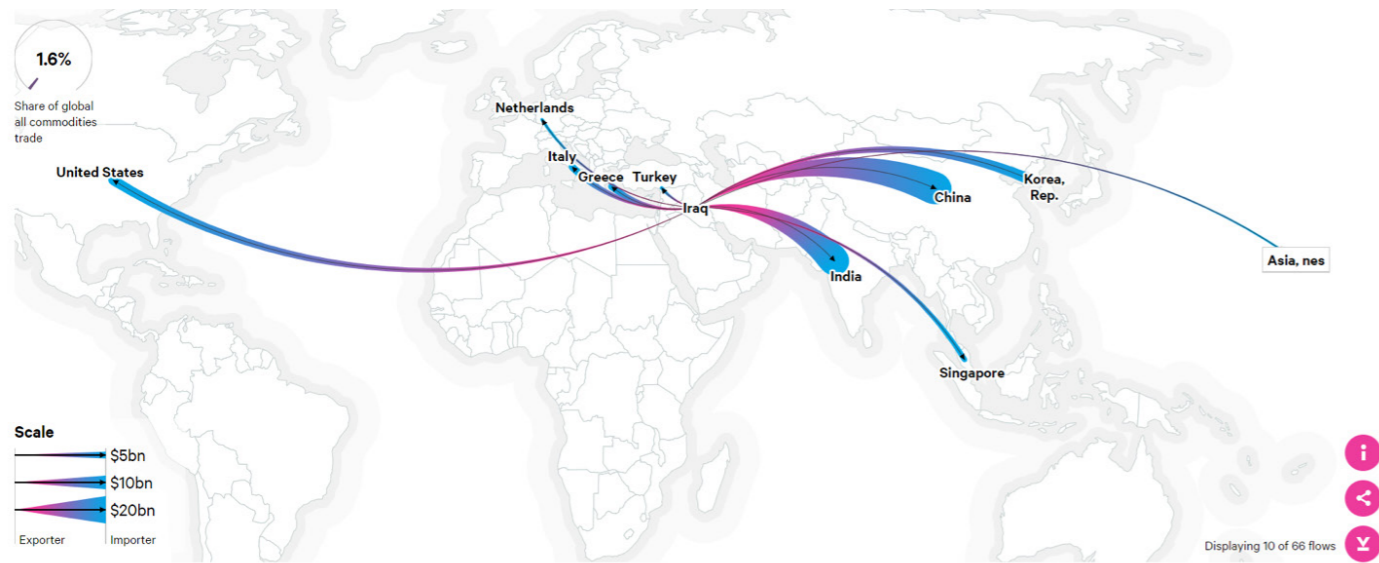 1.6%
Share of global
all commodities
trade
Netherlands
Italy
United States
Greece
Turkey
Iraq
China
Korea,
Rep.
India
Asia, nes
Singapore
Scale
$5bn
$10bn
$20bn
Exporter
Importer
Displaying 10 of 66 flows